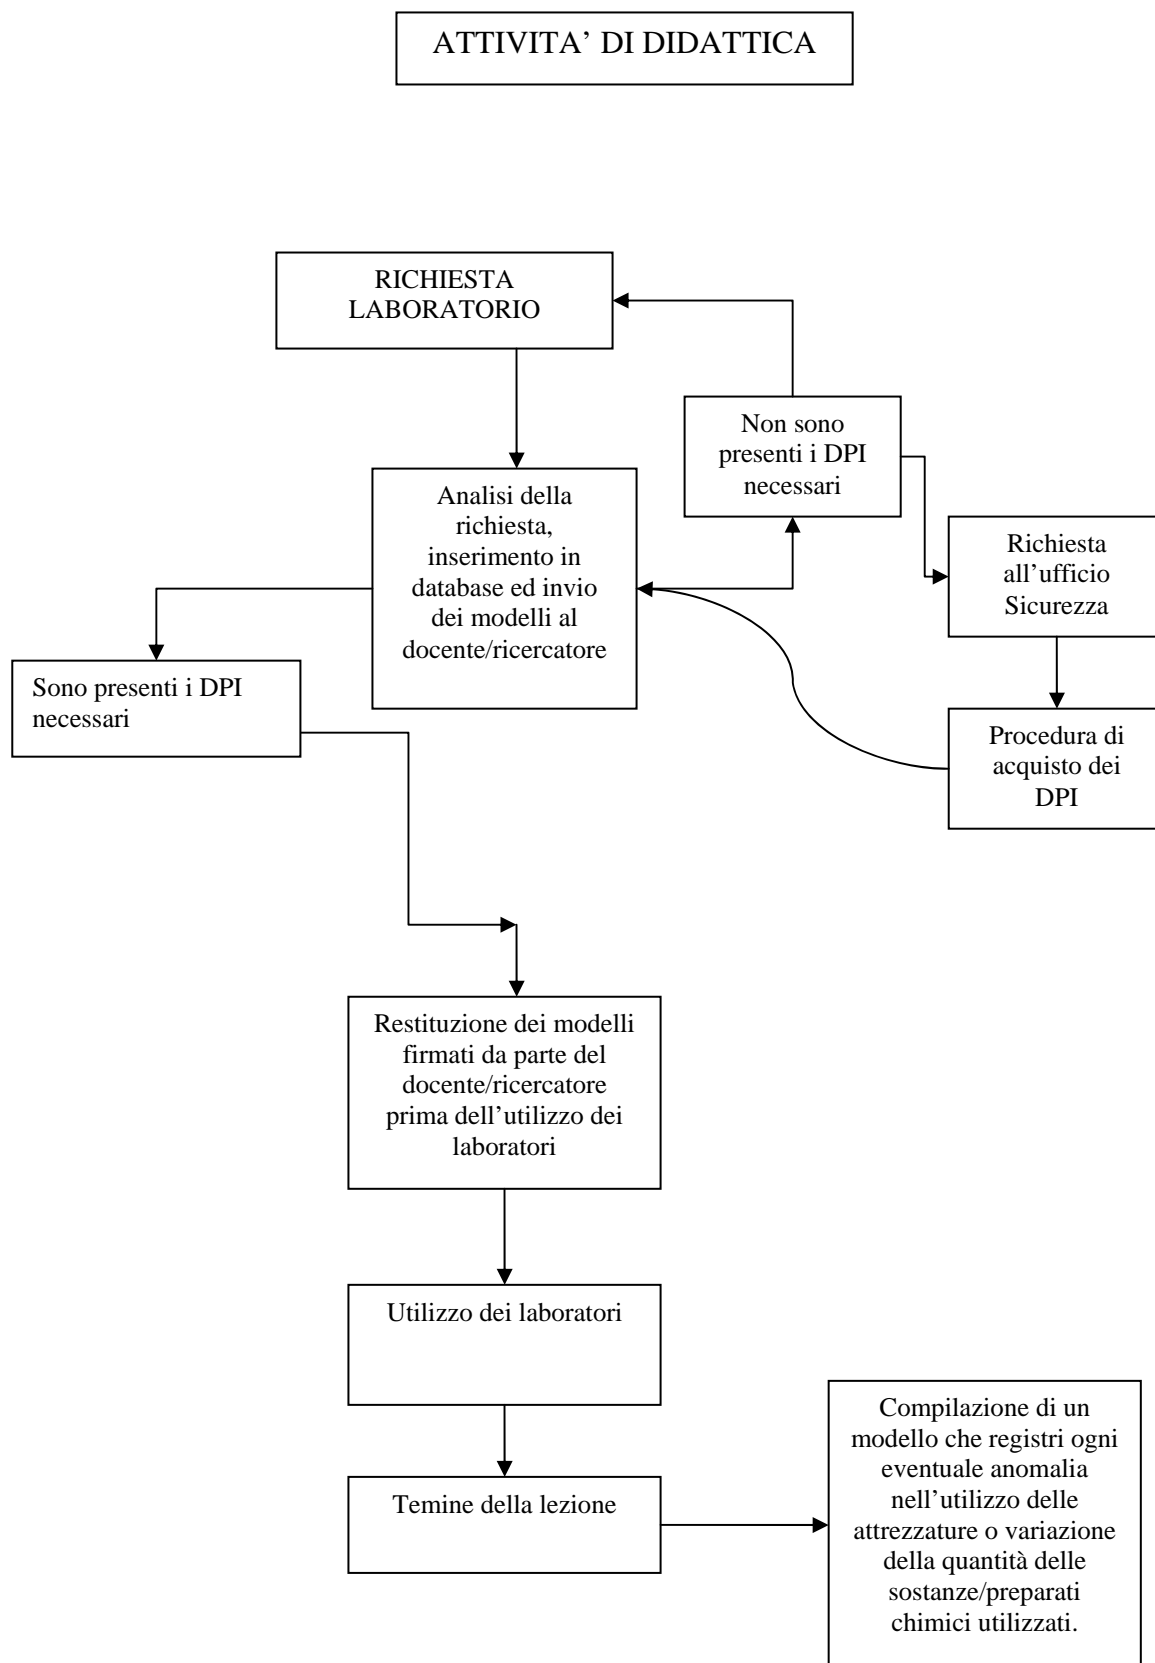 ATTIVITA’ DI DIDATTICA
RICHIESTA
LABORATORIO
Non sono
presenti i DPI
necessari
Analisi della
richiesta,
inserimento in
database ed invio
dei modelli al
docente/ricercatore
Richiesta
all’ufficio
Sicurezza
Sono presenti i DPI
necessari
Procedura di
acquisto dei
DPI
Restituzione dei modelli
firmati da parte del
docente/ricercatore
prima dell’utilizzo dei
laboratori
Utilizzo dei laboratori
Temine della lezione
Compilazione di un
modello che registri ogni
eventuale anomalia
nell’utilizzo delle
attrezzature o variazione
della quantità delle
sostanze/preparati
chimici utilizzati.